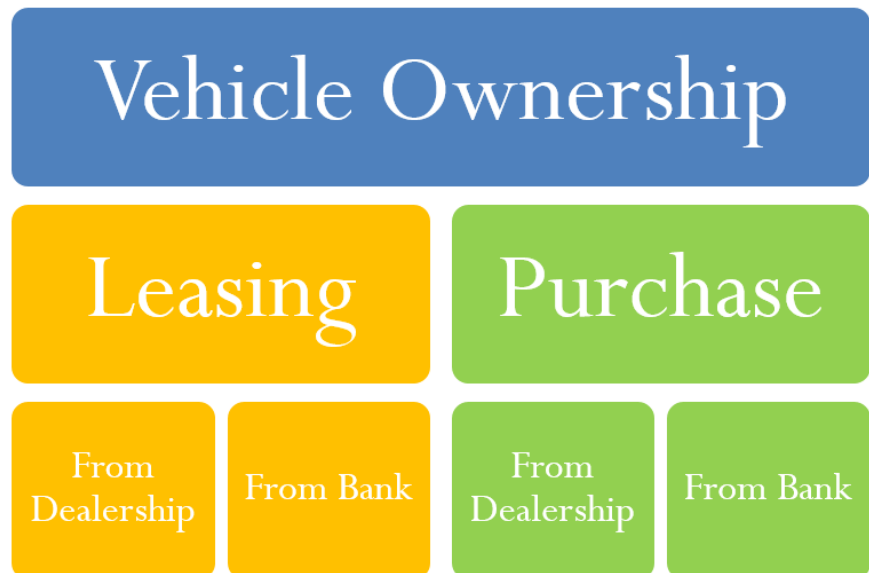 Vehicle Ownership
Leasing
Purchase
From
Dealership
From Bank
From
Dealership
From Bank